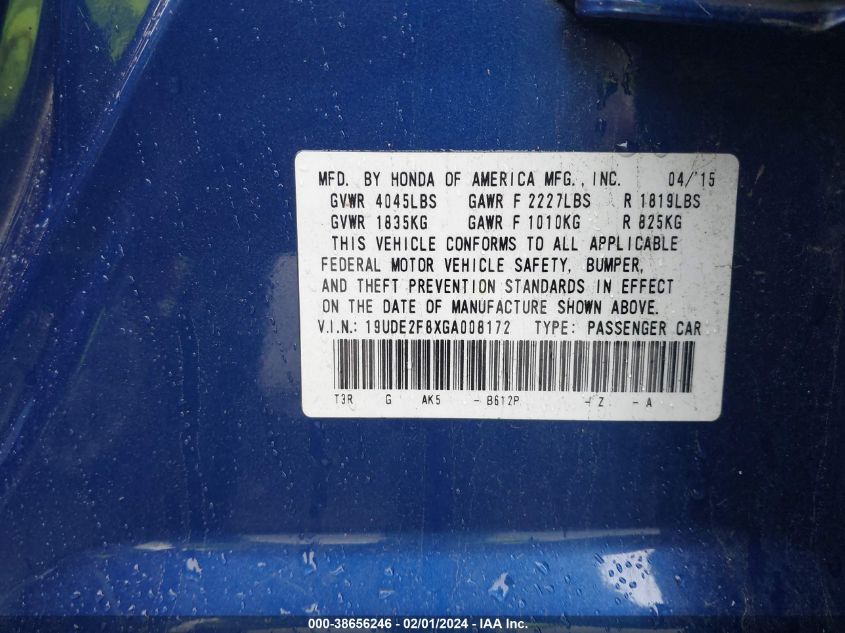 MFD. BY HONDA OF AMERICA MFG., INC. 04/'15
GVWR 4045LBS GAWR F 2227LBS R 1819LBS
GVWR 1835KG GAWR F 1010KG R 825KG
THIS VEHICLE CONFORMS TO ALL APPLICABLE
FEDERAL MOTOR VEHICLE SAFETY, BUMPER,
AND THEFT PREVENTION STANDARDS IN EFFECT
ON THE DATE OF MANUFACTURE SHOWN ABOVE.
V.I.N.: 19UDE2F8XGA008172 TYPE: PASSENGER CAR
T3R G AK5 - B612P - Z - A
000-38656246 - 02/01/2024 - IAA Inc.